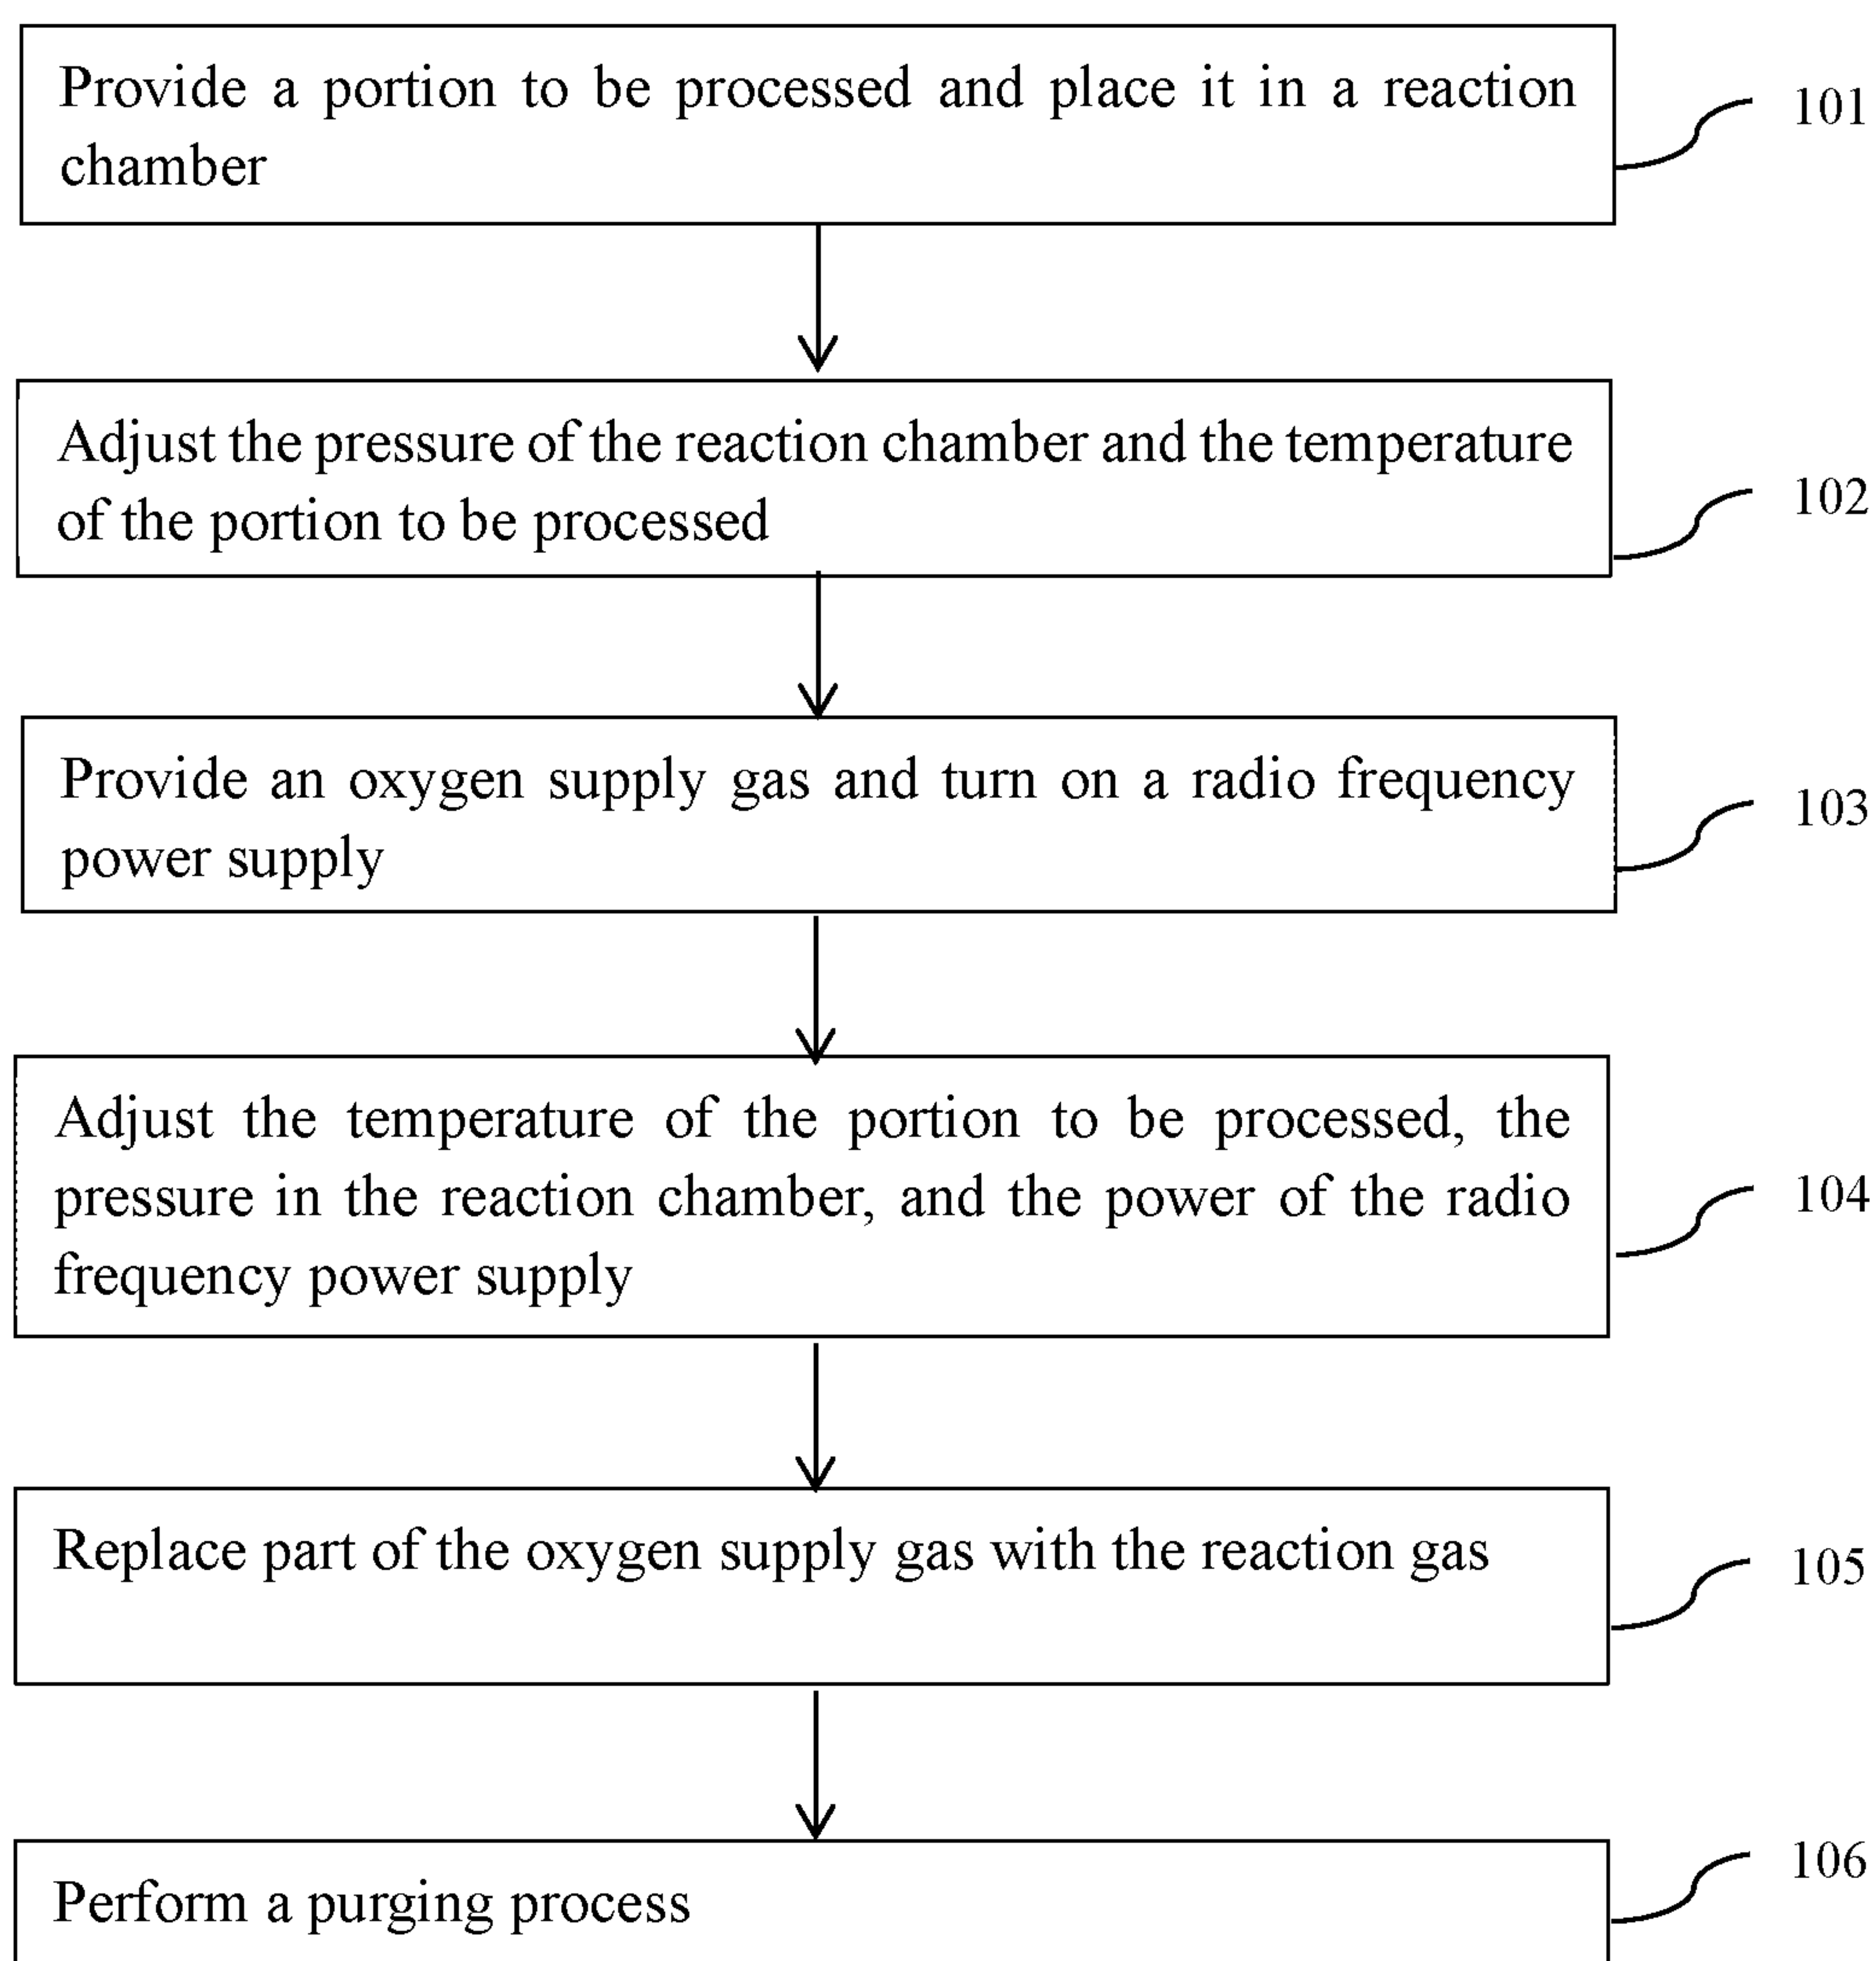 Provide a portion to be processed and place it in a reaction
chamber
101
Adjust the pressure of the reaction chamber and the temperature
of the portion to be processed
102
Provide an oxygen supply gas and turn on a radio frequency
power supply
103
Adjust the temperature of the portion to be processed, the
pressure in the reaction chamber, and the power of the radio
frequency power supply
104
Replace part of the oxygen supply gas with the reaction gas
105
Perform a purging process
106